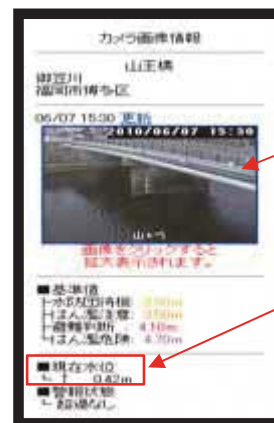 カメラ画像情報
山王橋
御笠川
福岡市博多区
06/07 15:30 更新
2010/06/07 15:30
画像をクリックすると
拡大表示されます。
■基準値
├水防団待機
├はん濫注意
├避難判断 4.10m
└はん濫危険 4.70m
■現在水位
└ ↑ 0.42m
■警報状態
└ 超過なし